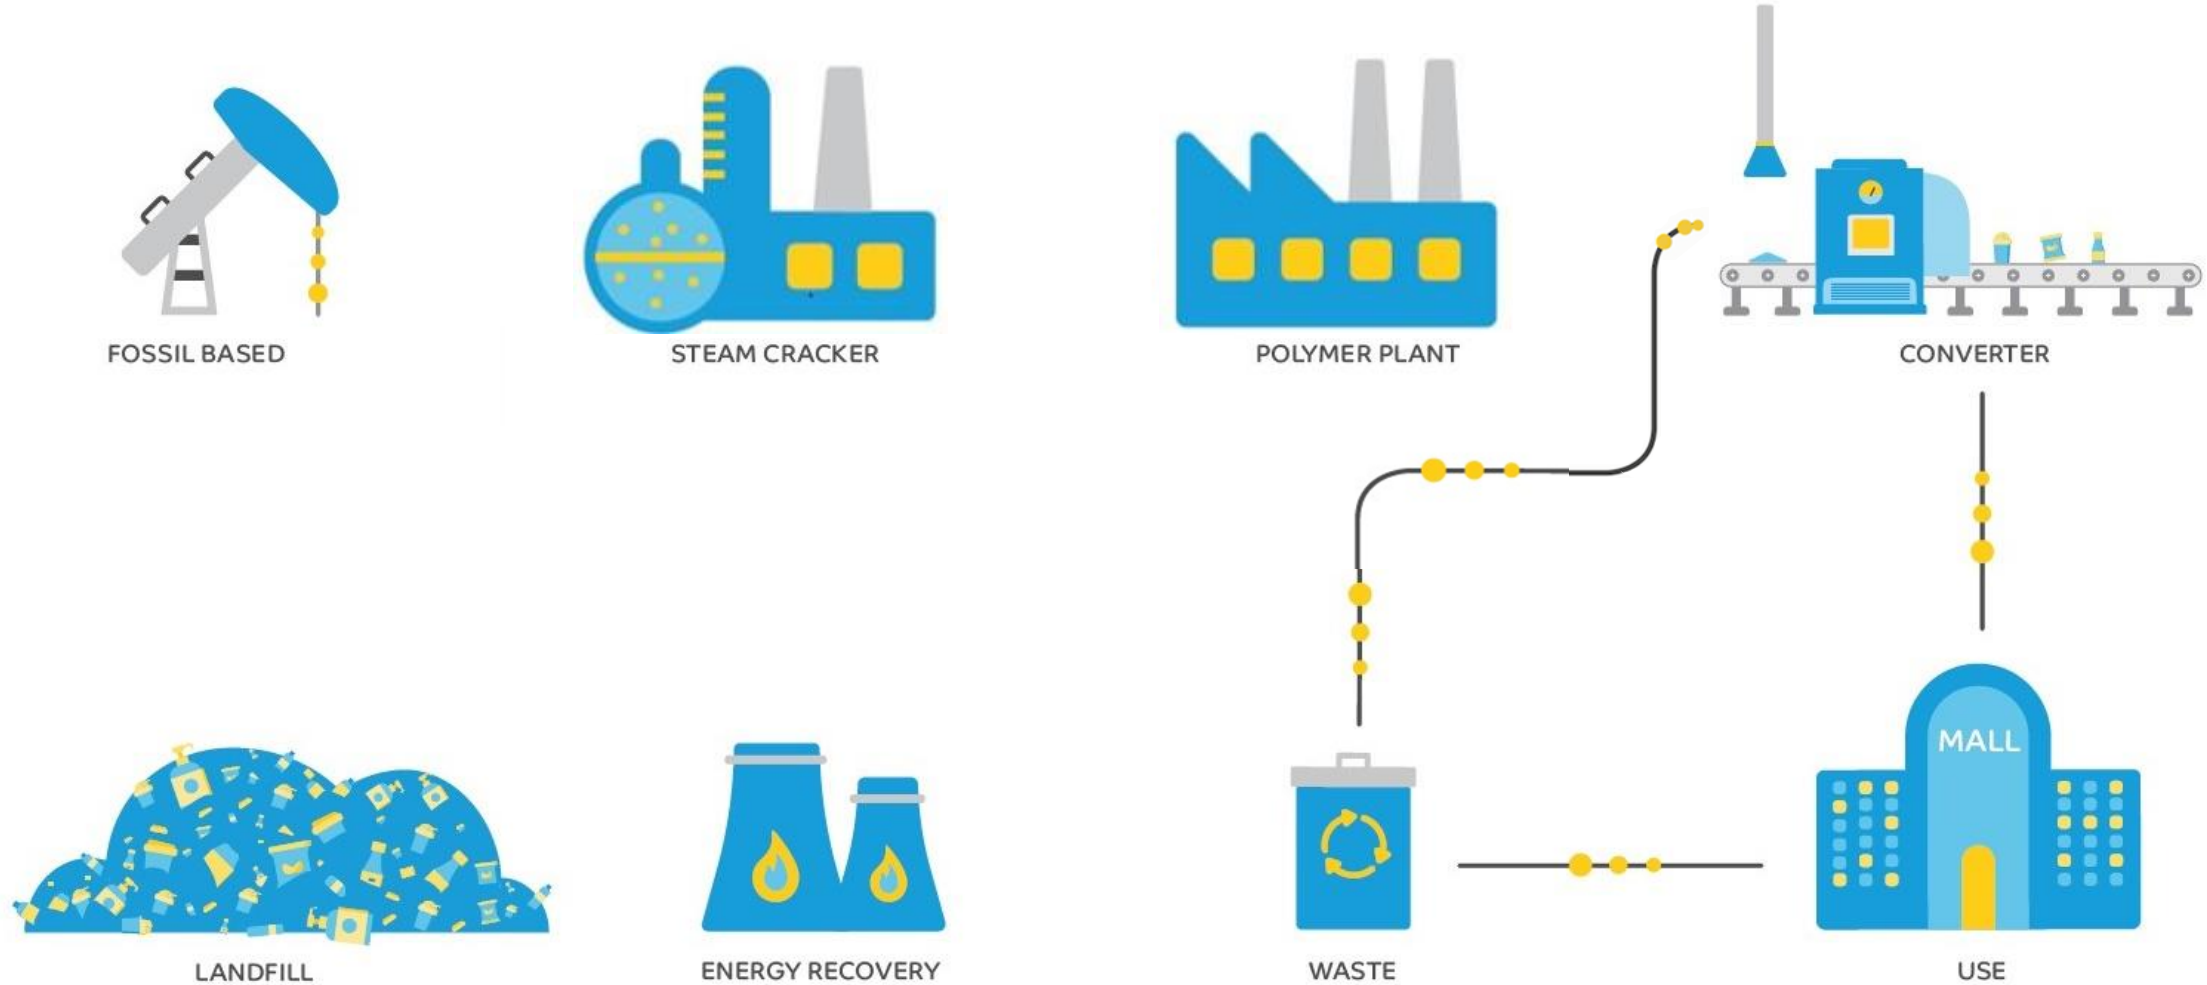 FOSSIL BASED
STEAM CRACKER
POLYMER PLANT
CONVERTER
MALL
LANDFILL
ENERGY RECOVERY
WASTE
USE